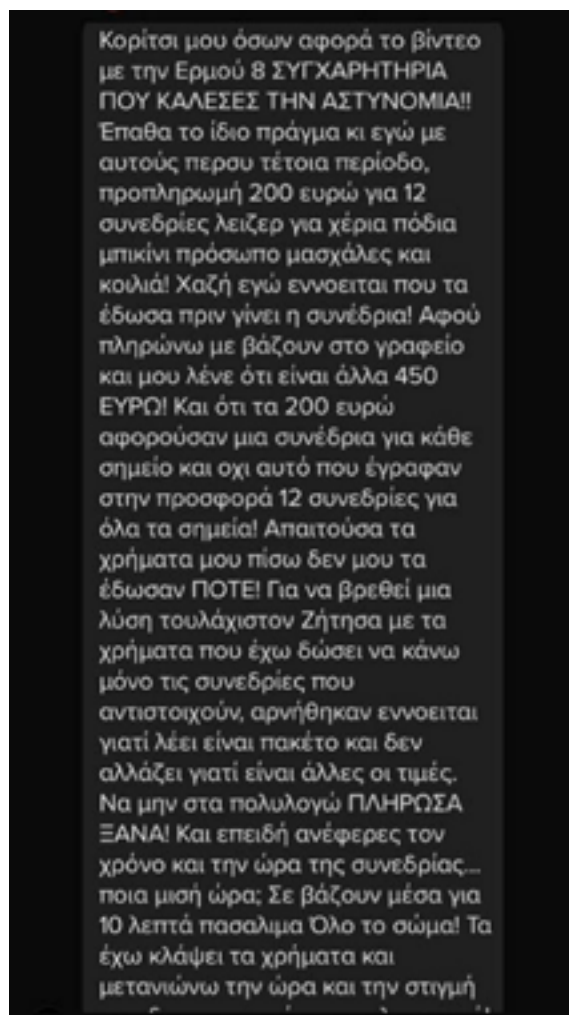 Κορίτσι μου όσων αφορά το βίντεο
με την Ερμού 8 ΣΥΓΧΑΡΗΤΗΡΙΑ
ΠΟΥ ΚΑΛΕΣΕΣ ΤΗΝ ΑΣΤΥΝΟΜΙΑ!!
Έπαθα το ίδιο πράγμα κι εγώ με
αυτούς περσυ τέτοια περίοδο,
προπληρωμή 200 ευρώ για 12
συνεδρίες λειζερ για χέρια πόδια
μπικίνι πρόσωπο μασχάλες και
κοιλιά! Χαζή εγώ εννοειται που τα
έδωσα πριν γίνει η συνέδρια! Αφού
πληρώνω με βάζουν στο γραφείο
και μου λένε ότι είναι άλλα 450
ΕΥΡΩ! Και ότι τα 200 ευρώ
αφορούσαν μια συνέδρια για κάθε
σημείο και οχι αυτό που έγραφαν
στην προσφορά 12 συνεδρίες για
όλα τα σημεία! Απαιτούσα τα
χρήματα μου πίσω δεν μου τα
έδωσαν ΠΟΤΕ! Για να βρεθεί μια
λύση τουλάχιστον Ζήτησα με τα
χρήματα που έχω δώσει να κάνω
μόνο τις συνεδρίες που
αντιστοιχούν, αρνήθηκαν εννοειται
γιατί λέει είναι πακέτο και δεν
αλλάζει γιατί είναι άλλες οι τιμές.
Να μην στα πολυλογώ ΠΛΗΡΩΣΑ
ΞΑΝΑ! Και επειδή ανέφερες τον
χρόνο και την ώρα της συνεδρίας...
ποια μισή ώρα; Σε βάζουν μέσα για
10 λεπτά πασαλιμα Όλο το σώμα! Τα
έχω κλάψει τα χρήματα και
μετανιώνω την ώρα και την στιγμή